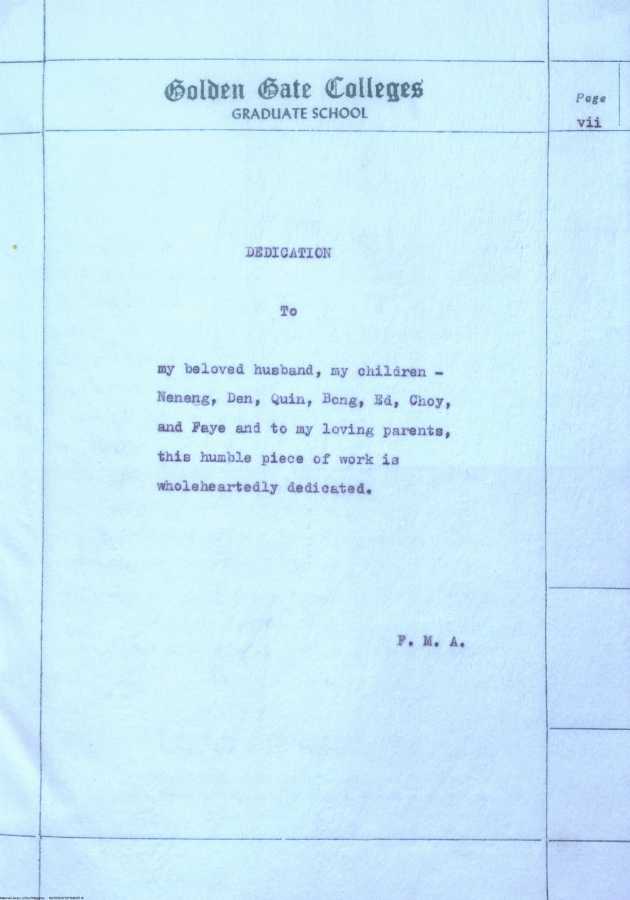 Golden Gate Colleges
GRADUATE SCHOOL
Page
vii
DEDICATION
To
my beloved husband, my children -
Neneng, Den, Quin, Bong, Ed, Choy,
and Faye and to my loving parents,
this humble piece of work is
wholeheartedly dedicated.
F. M. A.